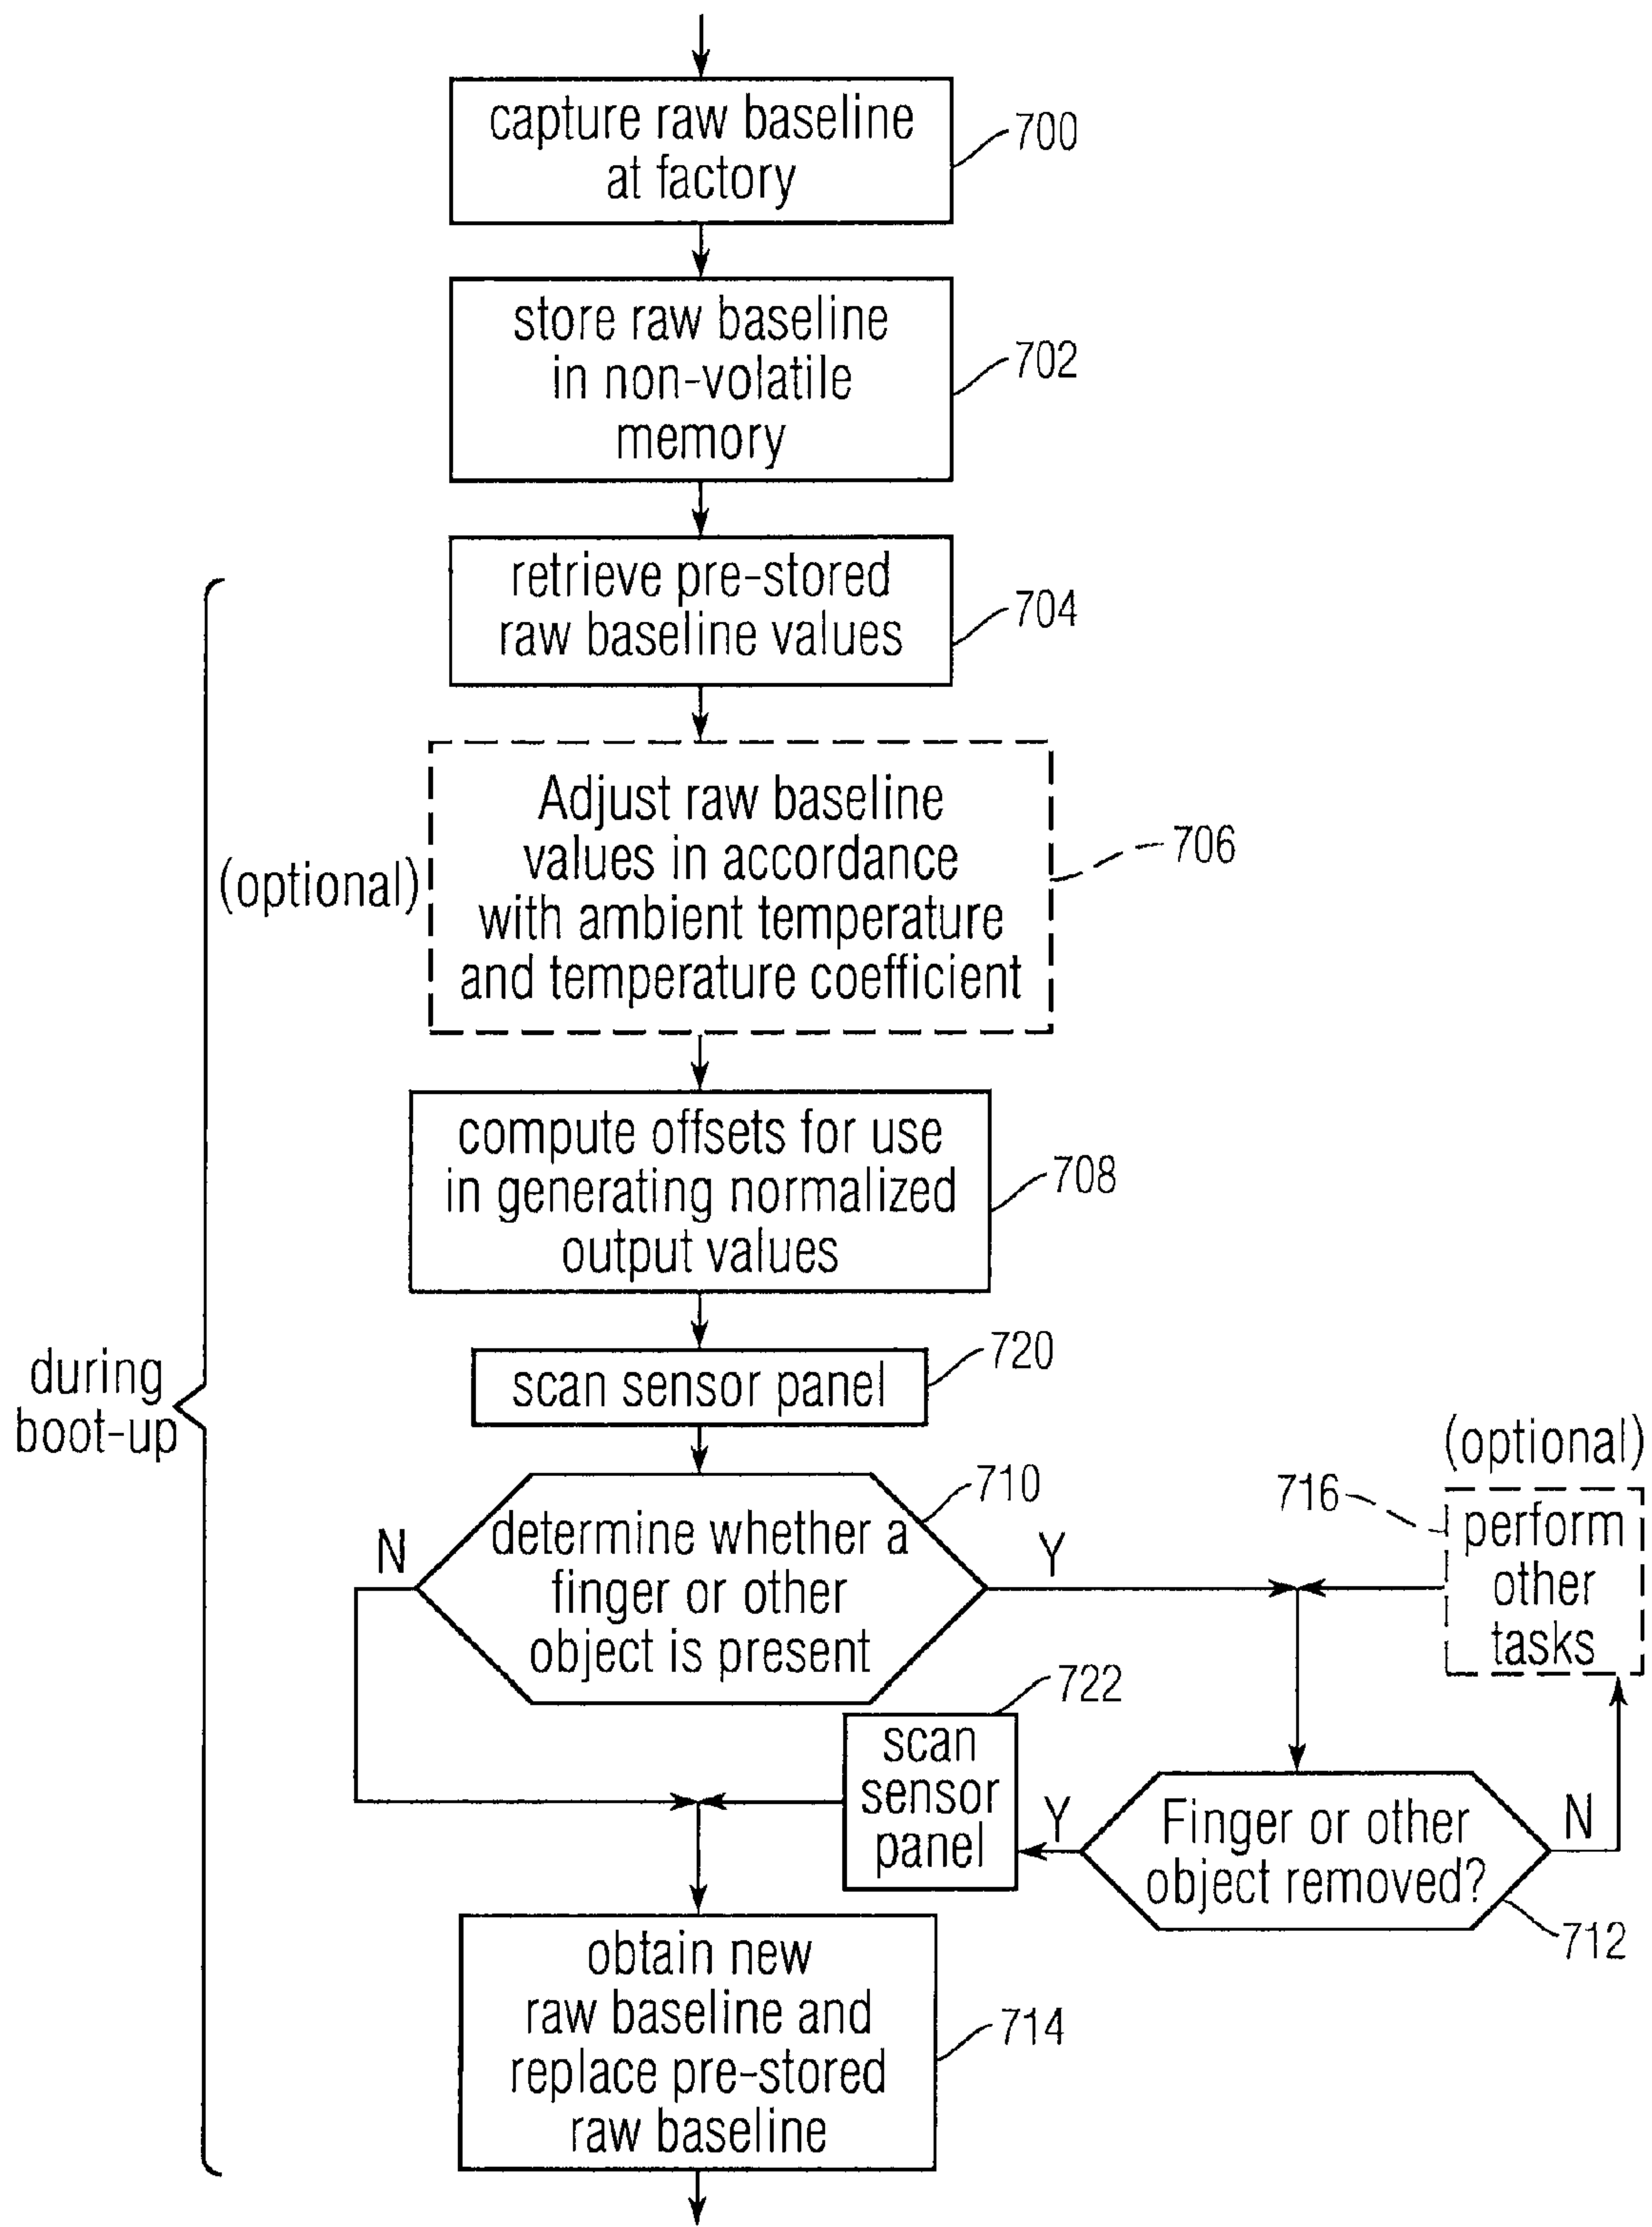 capture raw baseline
at factory
700
store raw baseline
in non-volatile
memory
702
retrieve pre-stored
raw baseline values
704
(optional)
Adjust raw baseline
values in accordance
with ambient temperature
and temperature coefficient
706
compute offsets for use
in generating normalized
output values
708
during
boot-up
scan sensor panel
720
determine whether a
finger or other
object is present
710
N
Y
(optional)
716
perform
other
tasks
722
scan
sensor
panel
Y
Finger or other
object removed?
N
712
obtain new
raw baseline and
replace pre-stored
raw baseline
714